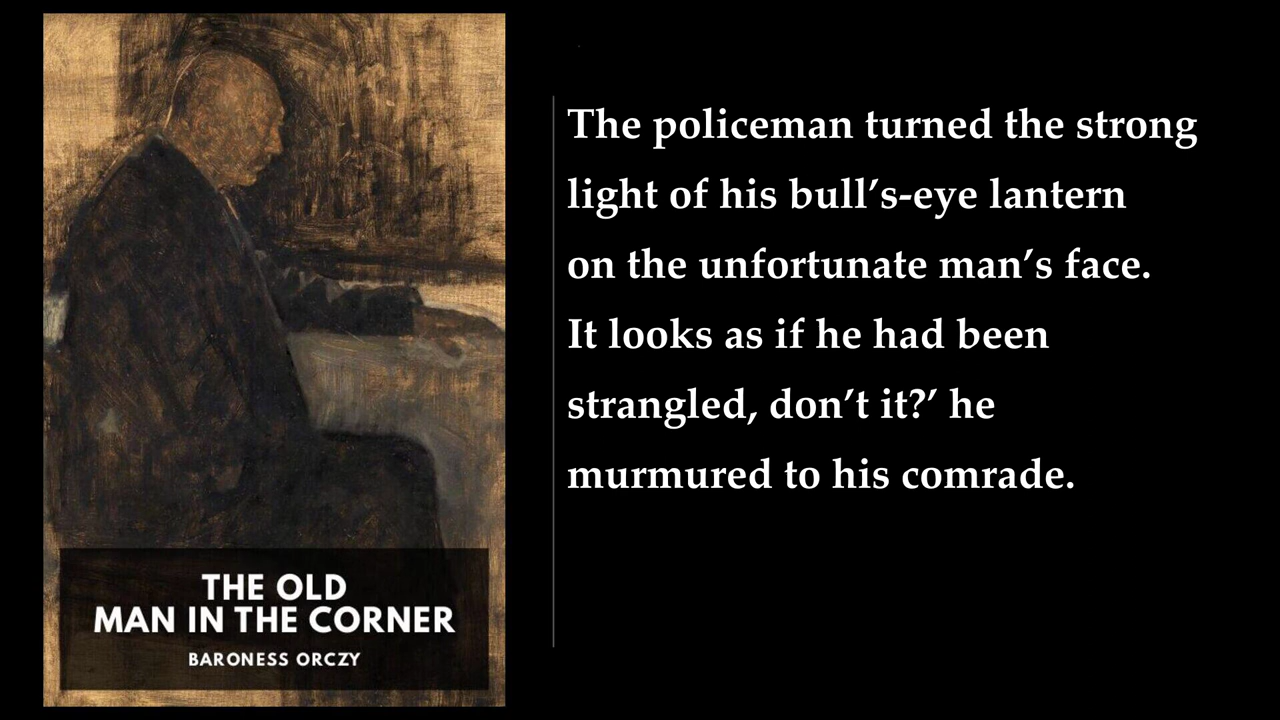 THE OLD
MAN IN THE CORNER
BARONESS ORCZY
The policeman turned the strong
light of his bull’s-eye lantern
on the unfortunate man’s face.
It looks as if he had been
strangled, don’t it?’ he
murmured to his comrade.